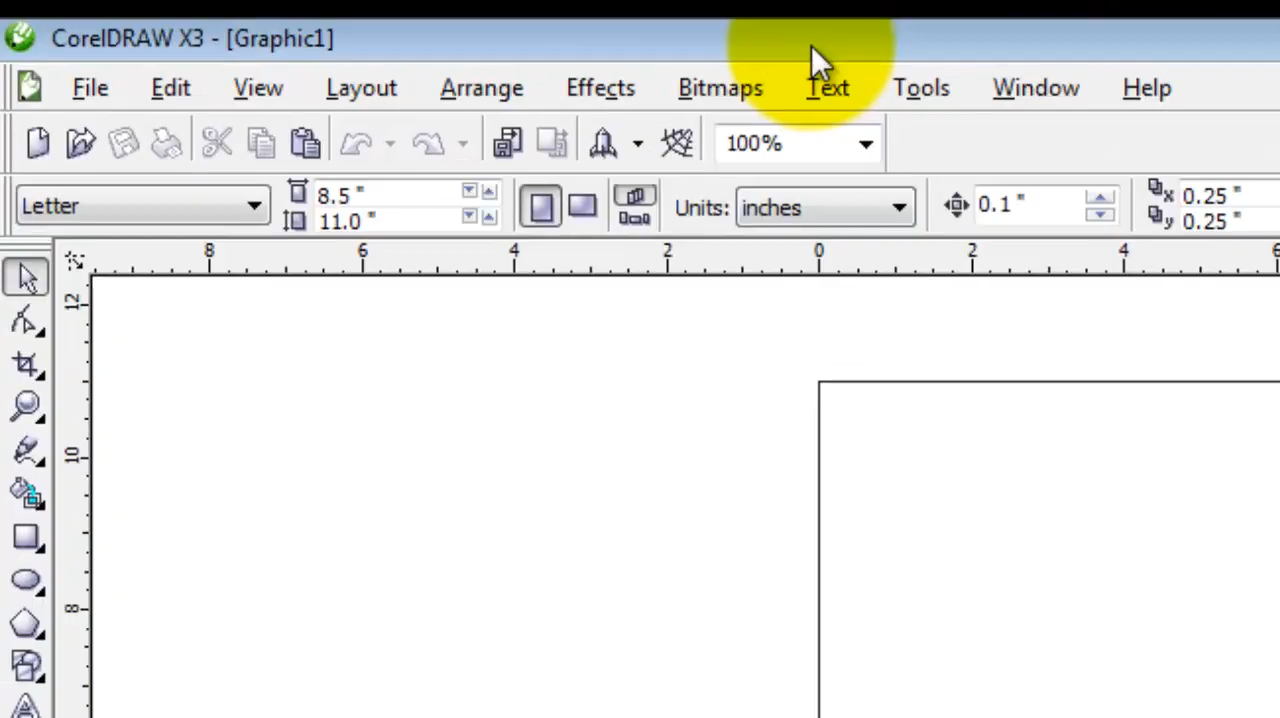 CorelDRAW X3 - [Graphic1]
File Edit View Layout Arrange Effects Bitmaps Text Tools Window Help
100%
Letter 8.5 " 11.0 " Units: inches 0.1 " x 0.25 " y 0.25 "
8 6 4 2 0 2 4 6
12
10
8